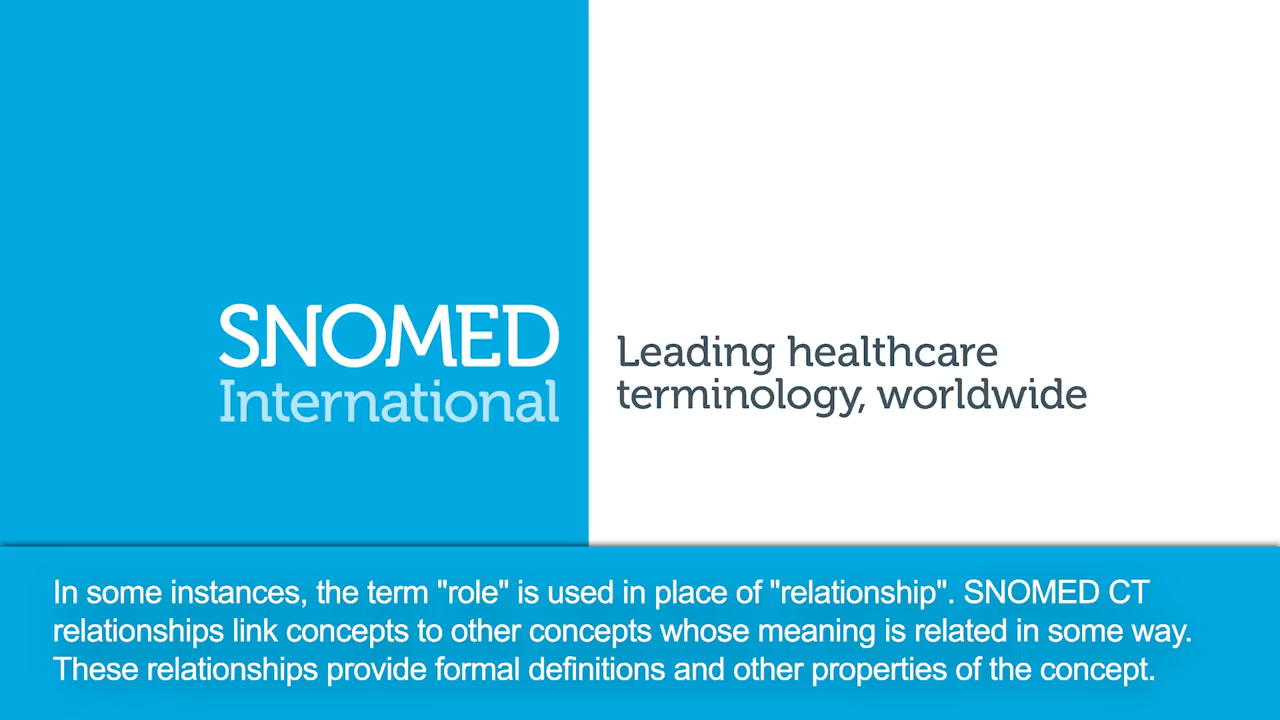 SNOMED
International
Leading healthcare
terminology, worldwide
In some instances, the term "role" is used in place of "relationship". SNOMED CT
relationships link concepts to other concepts whose meaning is related in some way.
These relationships provide formal definitions and other properties of the concept.